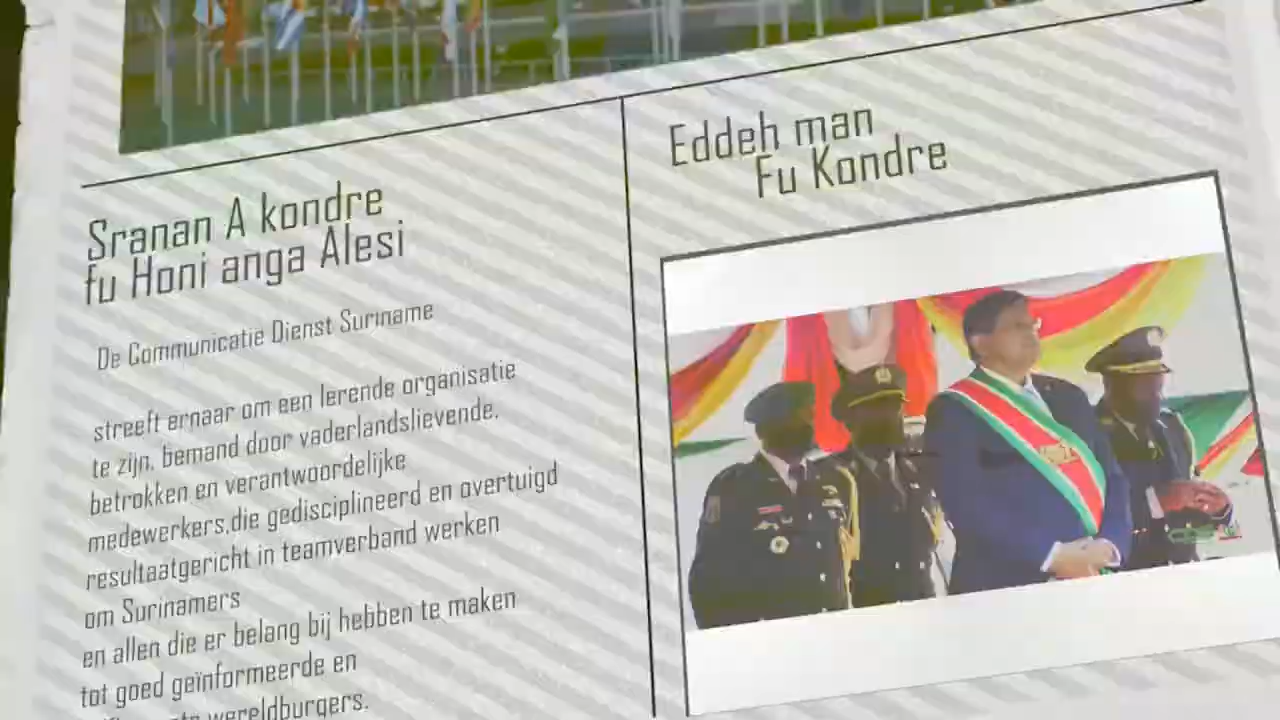 Sranan A kondre
fu Honi anga Alesi
De Communicatie Dienst Suriname
streeft ernaar om een lerende organisatie
te zijn, bemand door vaderlandslievende,
betrokken en verantwoordelijke
medewerkers,die gedisciplineerd en overtuigd
resultaatgericht in teamverband werken
om Surinamers
en allen die er belang bij hebben te maken
tot goed geïnformeerde en
wereldburgers.
Eddeh man
Fu Kondre